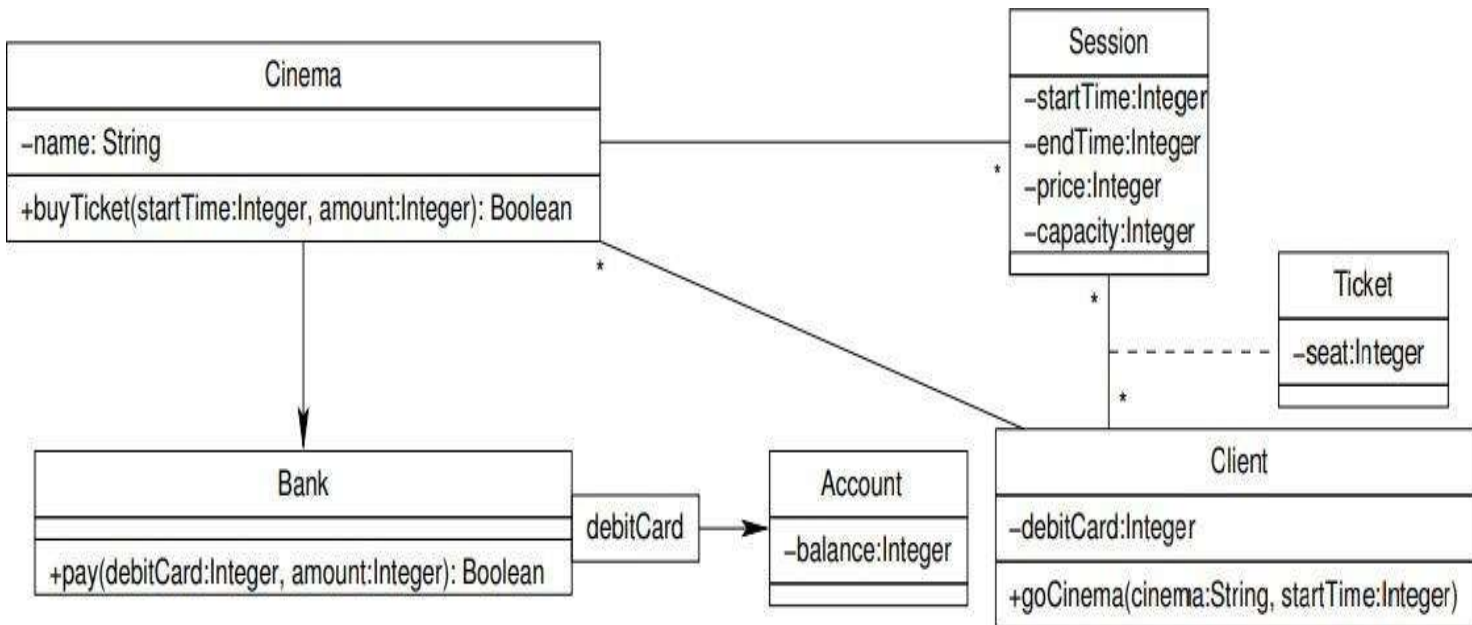 Cinema
–name: String
+buyTicket(startTime:Integer, amount:Integer): Boolean
*
Session
–startTime:Integer
–endTime:Integer
–price:Integer
–capacity:Integer
*
*
*
Ticket
–seat:Integer
Bank
+pay(debitCard:Integer, amount:Integer): Boolean
debitCard
Account
–balance:Integer
Client
–debitCard:Integer
+goCinema(cinema:String, startTime:Integer)